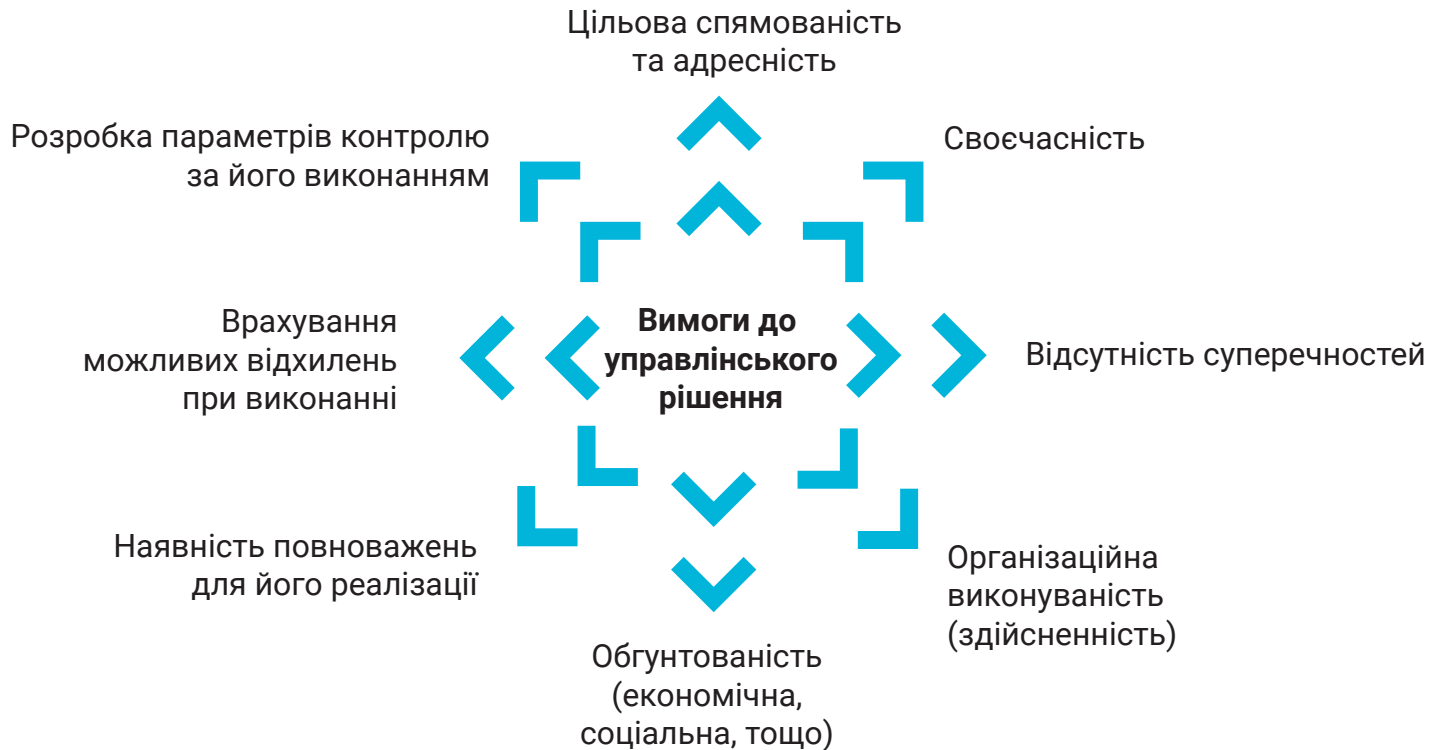 Цільова спямованість
та адресність
Розробка параметрів контролю
за його виконанням
Своєчасність
Врахування
можливих відхилень
при виконанні
Вимоги до
управлінського
рішення
Відсутність суперечностей
Наявність повноважень
для його реалізації
Організаційна
виконуваність
(здійсненність)
Обгунтованість
(економічна,
соціальна, тощо)